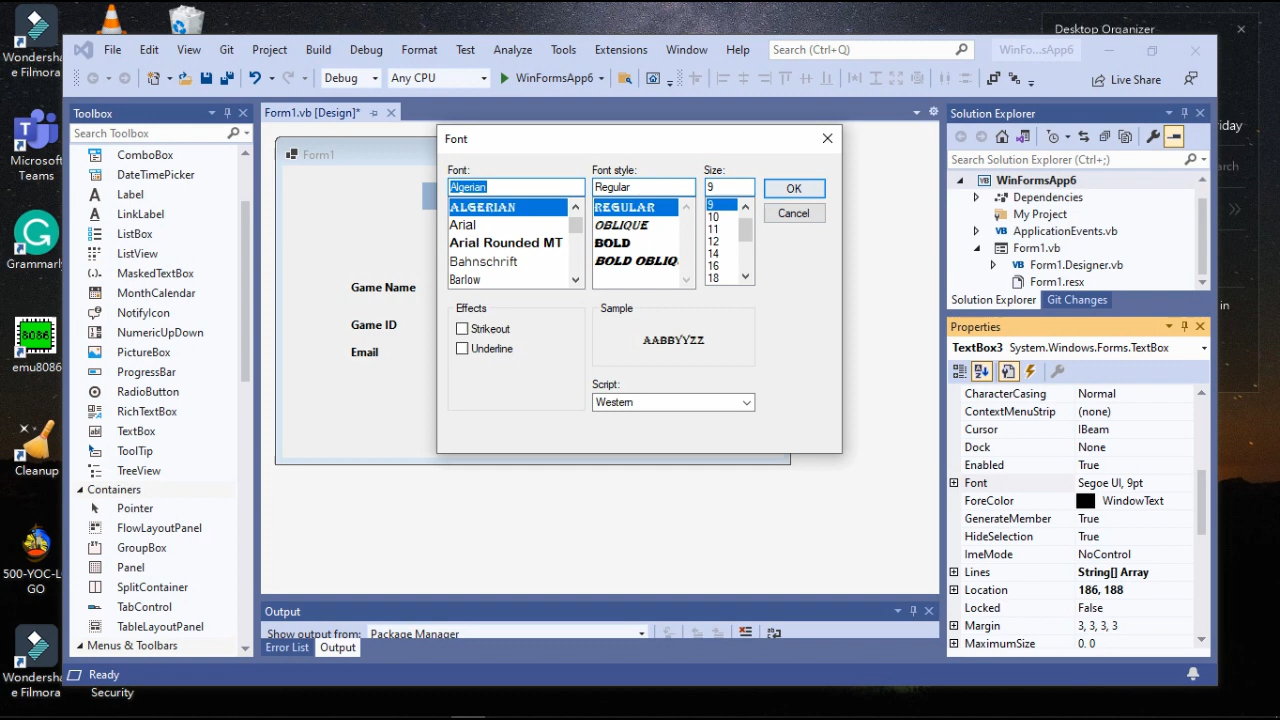 Wondershare Filmora
Microsoft Teams
Grammarly
emu8086
Cleanup
500-YOC-LOGO
Wondershare Filmora
Security
Desktop Organizer
File Edit View Git Project Build Debug Format Test Analyze Tools Extensions Window Help Search (Ctrl+Q) WinFo...sApp6
Debug Any CPU WinFormsApp6 Live Share
Toolbox
Search Toolbox
ComboBox
DateTimePicker
Label
LinkLabel
ListBox
ListView
MaskedTextBox
MonthCalendar
NotifyIcon
NumericUpDown
PictureBox
ProgressBar
RadioButton
RichTextBox
TextBox
ToolTip
TreeView
Containers
Pointer
FlowLayoutPanel
GroupBox
Panel
SplitContainer
TabControl
TableLayoutPanel
Menus & Toolbars
Form1.vb [Design]*
Form1
Game Name
Game ID
Email
Font
Font: Font style: Size:
Algerian Regular 9
ALGERIAN REGULAR 9
Arial OBLIQUE 10
Arial Rounded MT BOLD 11
Bahnschrift BOLD OBLIQ 12
Barlow 14
16
18
OK
Cancel
Effects
Strikeout
Underline
Sample
AABBYYZZ
Script:
Western
Output
Show output from: Package Manager
Error List Output
Solution Explorer
Search Solution Explorer (Ctrl+;)
WinFormsApp6
Dependencies
My Project
ApplicationEvents.vb
Form1.vb
Form1.Designer.vb
Form1.resx
Solution Explorer Git Changes
Properties
TextBox3 System.Windows.Forms.TextBox
CharacterCasing Normal
ContextMenuStrip (none)
Cursor IBeam
Dock None
Enabled True
Font Segoe UI, 9pt
ForeColor WindowText
GenerateMember True
HideSelection True
ImeMode NoControl
Lines String[] Array
Location 186, 188
Locked False
Margin 3, 3, 3, 3
MaximumSize 0, 0
Ready
iday
arch
in